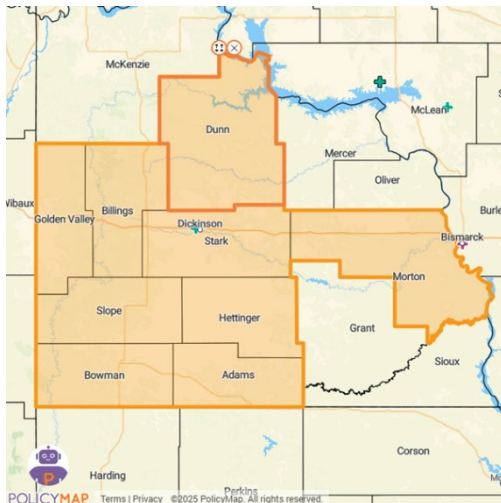 McKenzie
McLean
Dunn
Mercer
Oliver
Wibaux
Golden Valley
Billings
Dickinson
Stark
Burle
Bismarck
Morton
Slope
Hettinger
Grant
Sioux
Bowman
Adams
Corson
Harding
Perkins
P
POLICYMAP
Terms | Privacy ©2025 PolicyMap. All rights reserved.